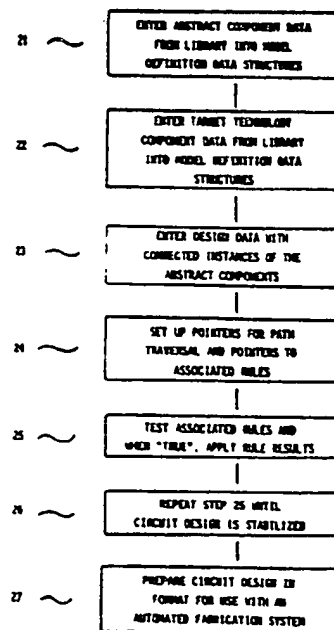 21
ENTER ABSTRACT COMPONENT DATA
FROM LIBRARY INTO MODEL
DEFINITION DATA STRUCTURES
22
ENTER TARGET TECHNOLOGY
COMPONENT DATA FROM LIBRARY
INTO MODEL DEFINITION DATA
STRUCTURES
23
ENTER DESIGN DATA WITH
CONNECTED INSTANCES OF THE
ABSTRACT COMPONENTS
24
SET UP POINTERS FOR PATH
TRAVERSAL AND POINTERS TO
ASSOCIATED RULES
25
TEST ASSOCIATED RULES AND
WHEN "TRUE", APPLY RULE RESULTS
26
REPEAT STEP 25 UNTIL
CIRCUIT DESIGN IS STABILIZED
27
PREPARE CIRCUIT DESIGN IN
FORMAT FOR USE WITH AN
AUTOMATED FABRICATION SYSTEM